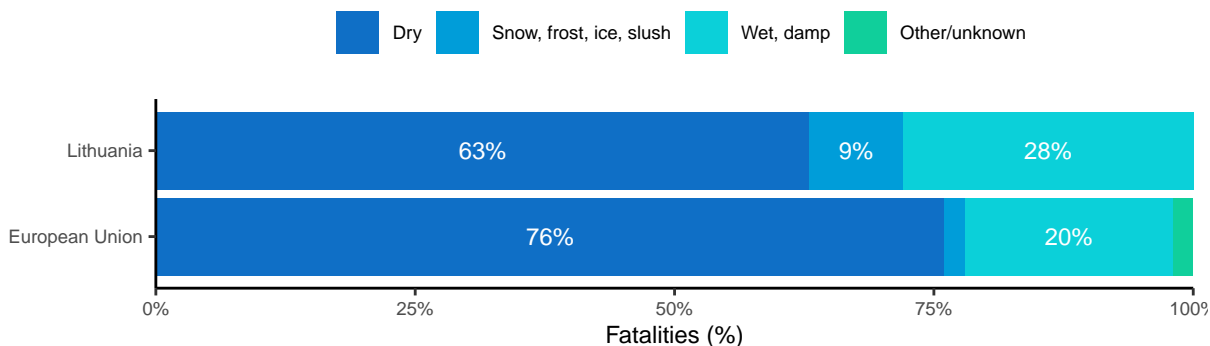 Dry Snow, frost, ice, slush Wet, damp Other/unknown
Lithuania 63% 9% 28%
European Union 76% 20%
0% 25% 50% 75% 100%
Fatalities (%)